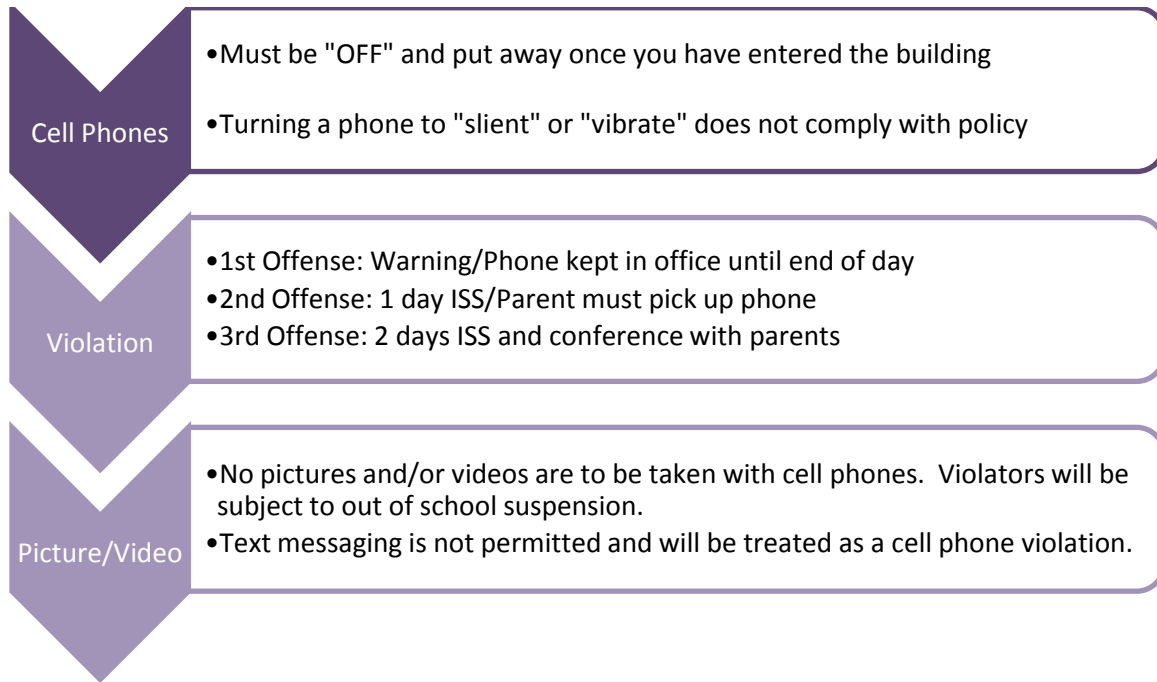 Cell Phones
•Must be "OFF" and put away once you have entered the building
•Turning a phone to "slient" or "vibrate" does not comply with policy
Violation
•1st Offense: Warning/Phone kept in office until end of day
•2nd Offense: 1 day ISS/Parent must pick up phone
•3rd Offense: 2 days ISS and conference with parents
Picture/Video
•No pictures and/or videos are to be taken with cell phones.  Violators will be
subject to out of school suspension.
•Text messaging is not permitted and will be treated as a cell phone violation.